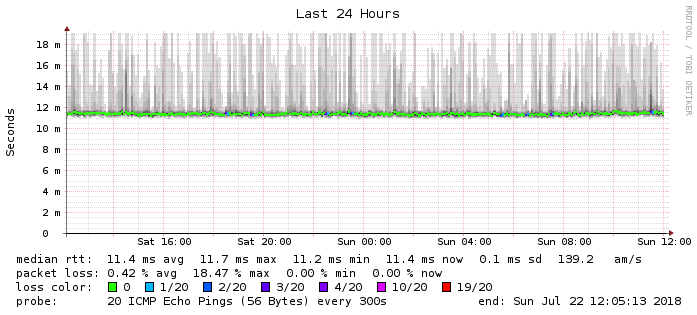 Last 24 Hours
RRDTOOL / TOBI OETIKER
Seconds
18 m
16 m
14 m
12 m
10 m
8 m
6 m
4 m
2 m
0
Sat 16:00 Sat 20:00 Sun 00:00 Sun 04:00 Sun 08:00 Sun 12:00
median rtt: 11.4 ms avg 11.7 ms max 11.2 ms min 11.4 ms now 0.1 ms sd 139.2 am/s
packet loss: 0.42 % avg 18.47 % max 0.00 % min 0.00 % now
loss color: 0 1/20 2/20 3/20 4/20 10/20 19/20
probe: 20 ICMP Echo Pings (56 Bytes) every 300s end: Sun Jul 22 12:05:13 2018